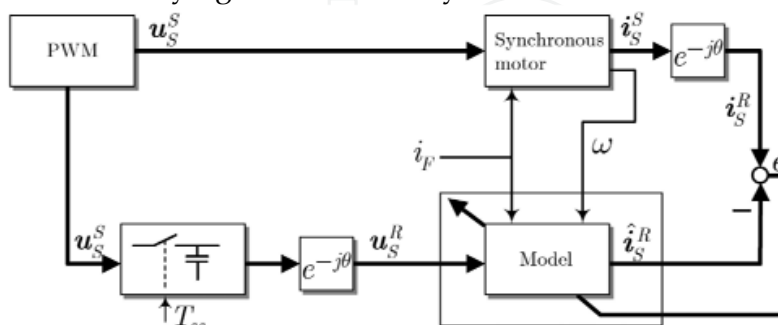 u_S^S
i_S^S
PWM
Synchronous
motor
e^{-jθ}
i_S^R
i_F
ω
e
−
u_S^S
e^{-jθ}
u_S^R
Model
î_S^R